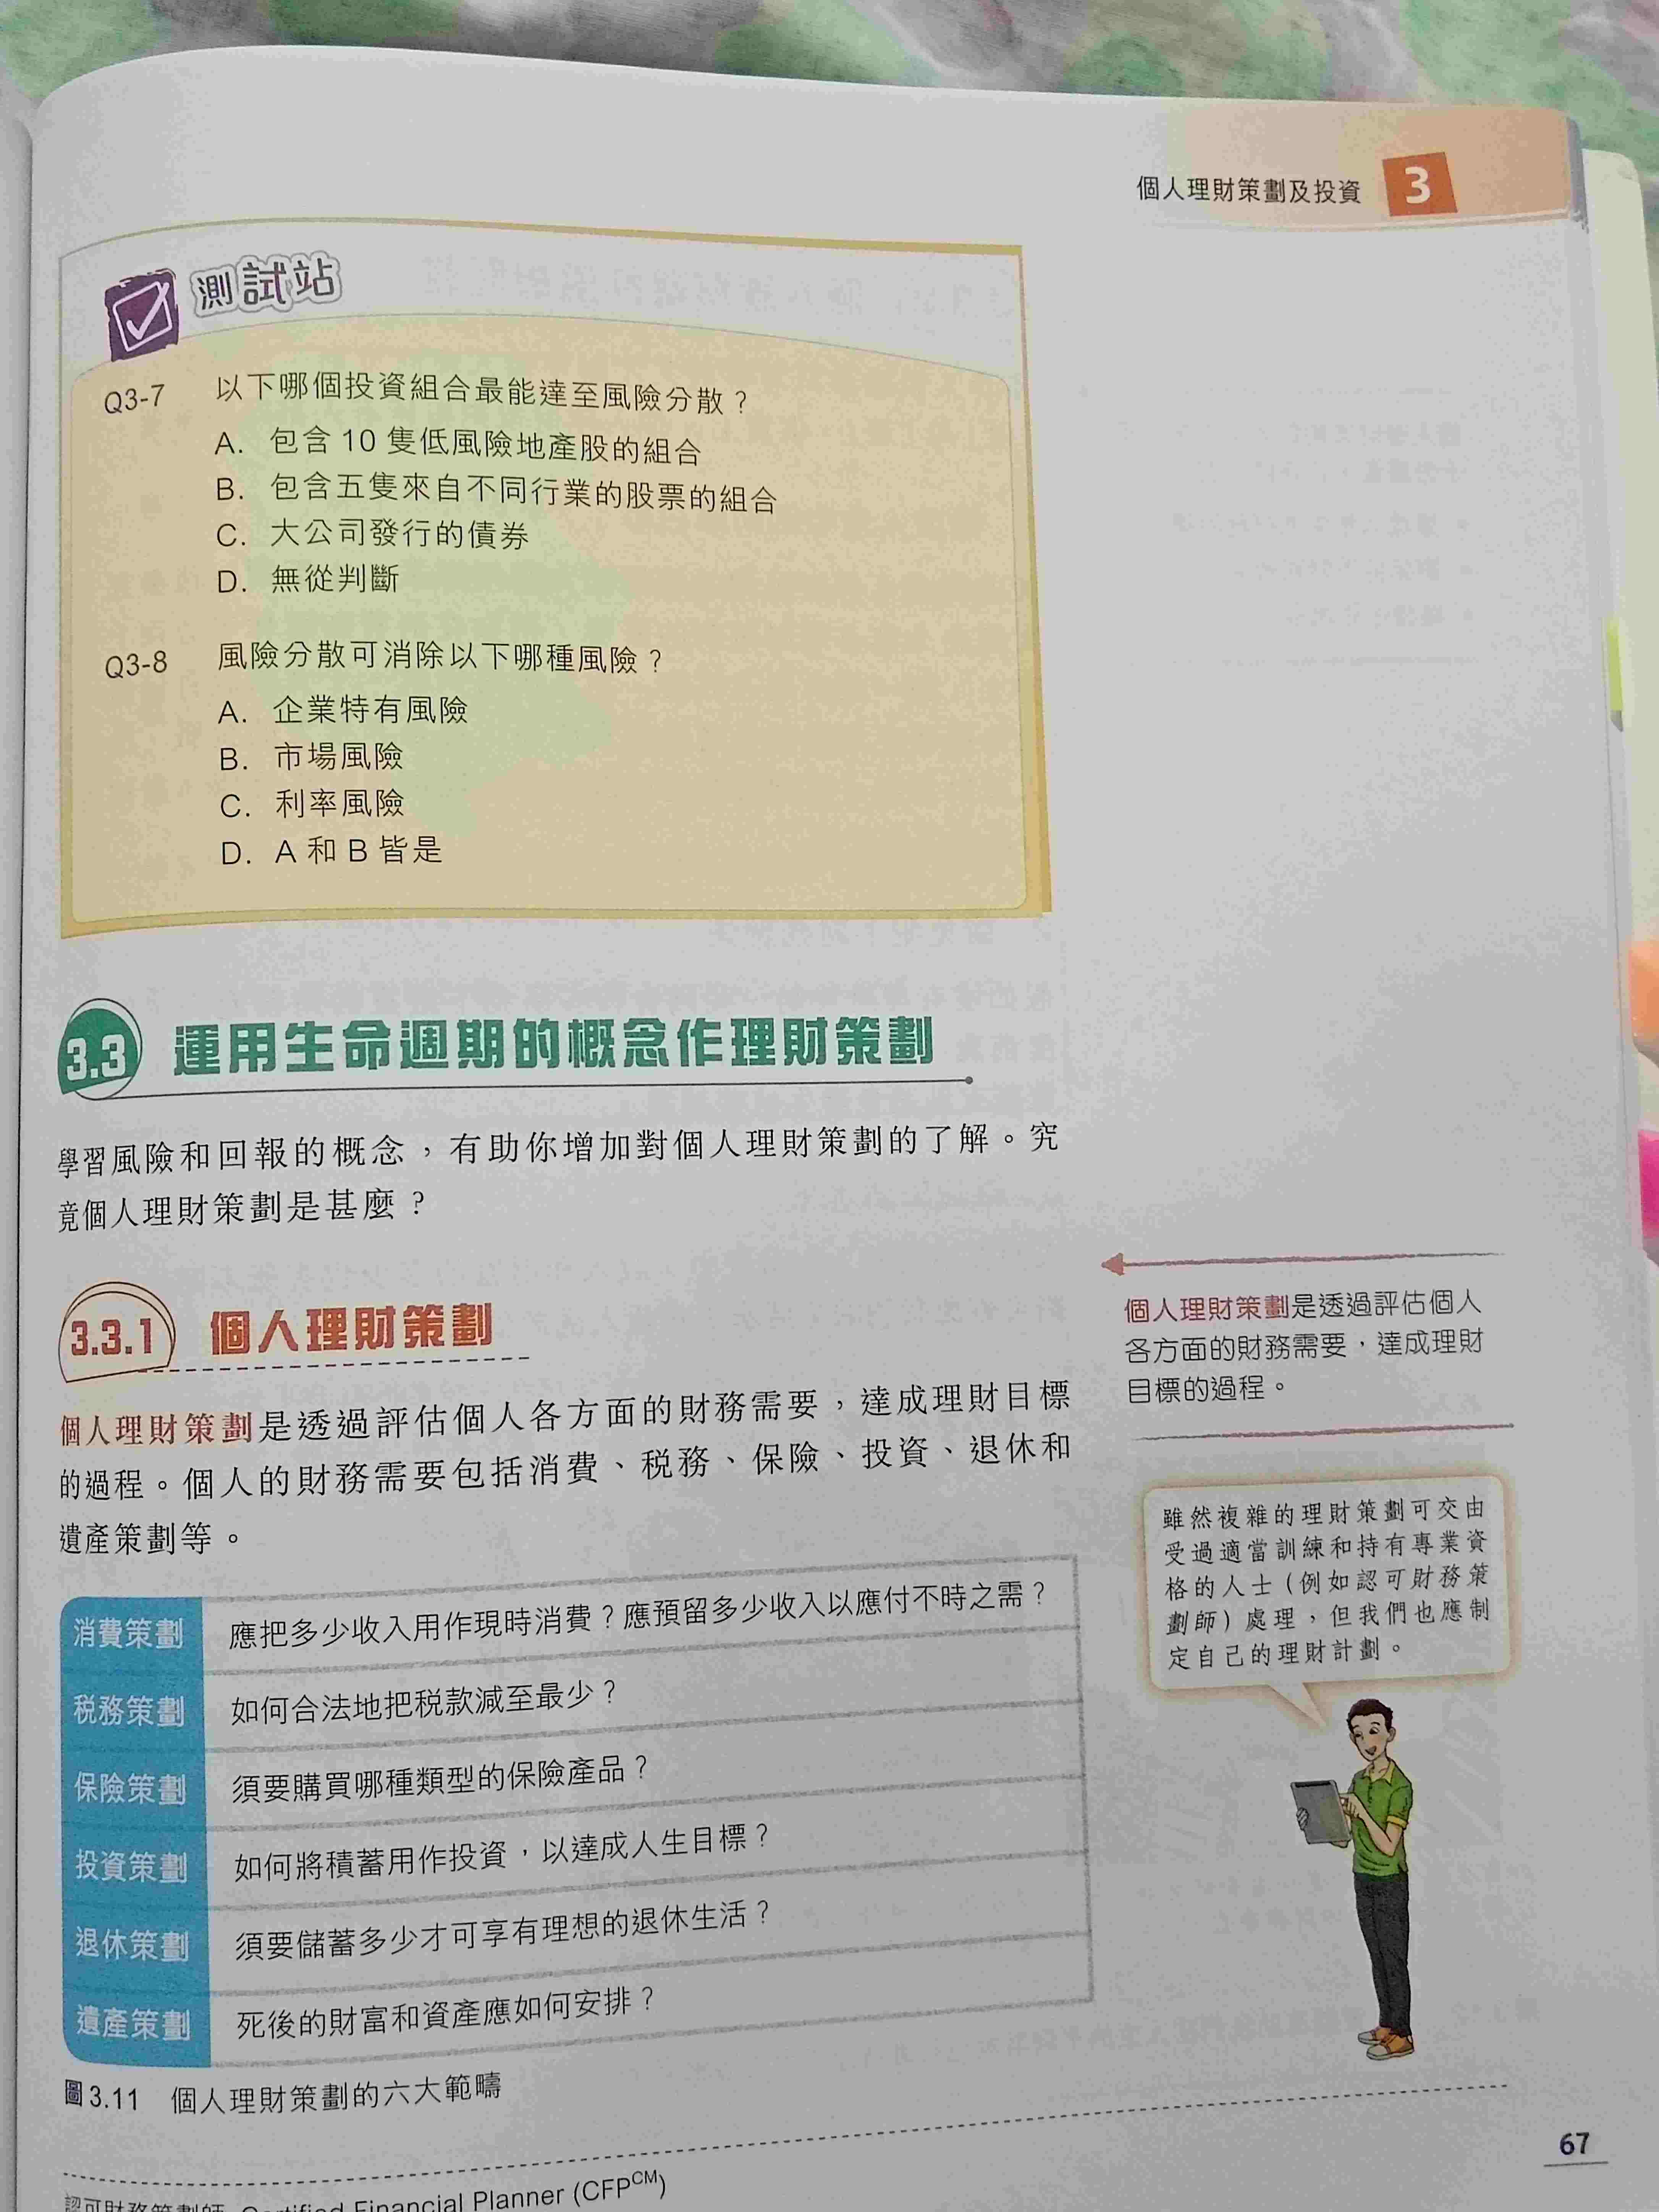 個人理財策劃及投資 3
測試站
Q3-7 以下哪個投資組合最能達至風險分散？
A. 包含 10 隻低風險地產股的組合
B. 包含五隻來自不同行業的股票的組合
C. 大公司發行的債券
D. 無從判斷
Q3-8 風險分散可消除以下哪種風險？
A. 企業特有風險
B. 市場風險
C. 利率風險
D. A 和 B 皆是
3.3 運用生命週期的概念作理財策劃
學習風險和回報的概念，有助你增加對個人理財策劃的了解。究
竟個人理財策劃是甚麼？
3.3.1 個人理財策劃
個人理財策劃是透過評估個人各方面的財務需要，達成理財目標
的過程。個人的財務需要包括消費、稅務、保險、投資、退休和
遺產策劃等。
個人理財策劃是透過評估個人
各方面的財務需要，達成理財
目標的過程。
雖然複雜的理財策劃可交由
受過適當訓練和持有專業資
格的人士（例如認可財務策
劃師）處理，但我們也應制
定自己的理財計劃。
消費策劃 應把多少收入用作現時消費？應預留多少收入以應付不時之需？
稅務策劃 如何合法地把稅款減至最少？
保險策劃 須要購買哪種類型的保險產品？
投資策劃 如何將積蓄用作投資，以達成人生目標？
退休策劃 須要儲蓄多少才可享有理想的退休生活？
遺產策劃 死後的財富和資產應如何安排？
圖 3.11 個人理財策劃的六大範疇
67
認可財務策劃師 Certified Financial Planner (CFPCM)